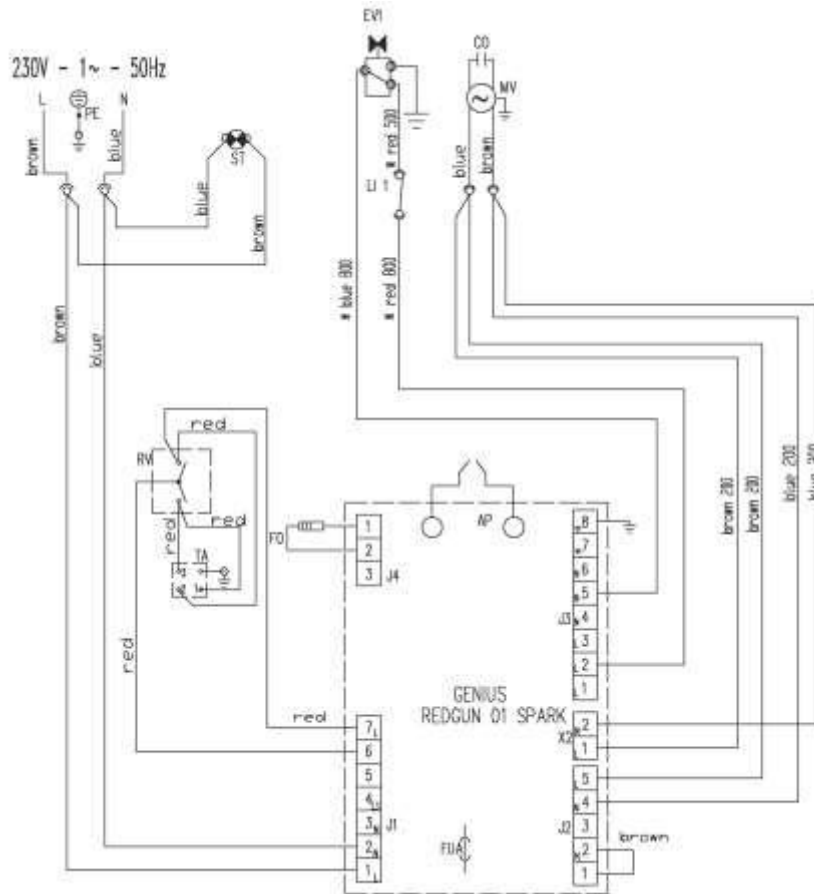 EV1
CO
MV
230V - 1~ - 50Hz
L
N
PE
brown
blue
ST
blue
brown
* red 500
LI 1
* blue 800
* red 800
blue
brown
brown
blue
brown 200
brown 200
blue 200
red
RV
red
red
TA
red
red
FO
1
2
3
J4
AP
8
7
6
5
4
3
2
1
J3
GENIUS
REDGUN 01 SPARK
2
1
X2
7 L
6
5
4 L
3 N
2 N
1 L
J1
5
4
3
2
1
J2
brown
FUA